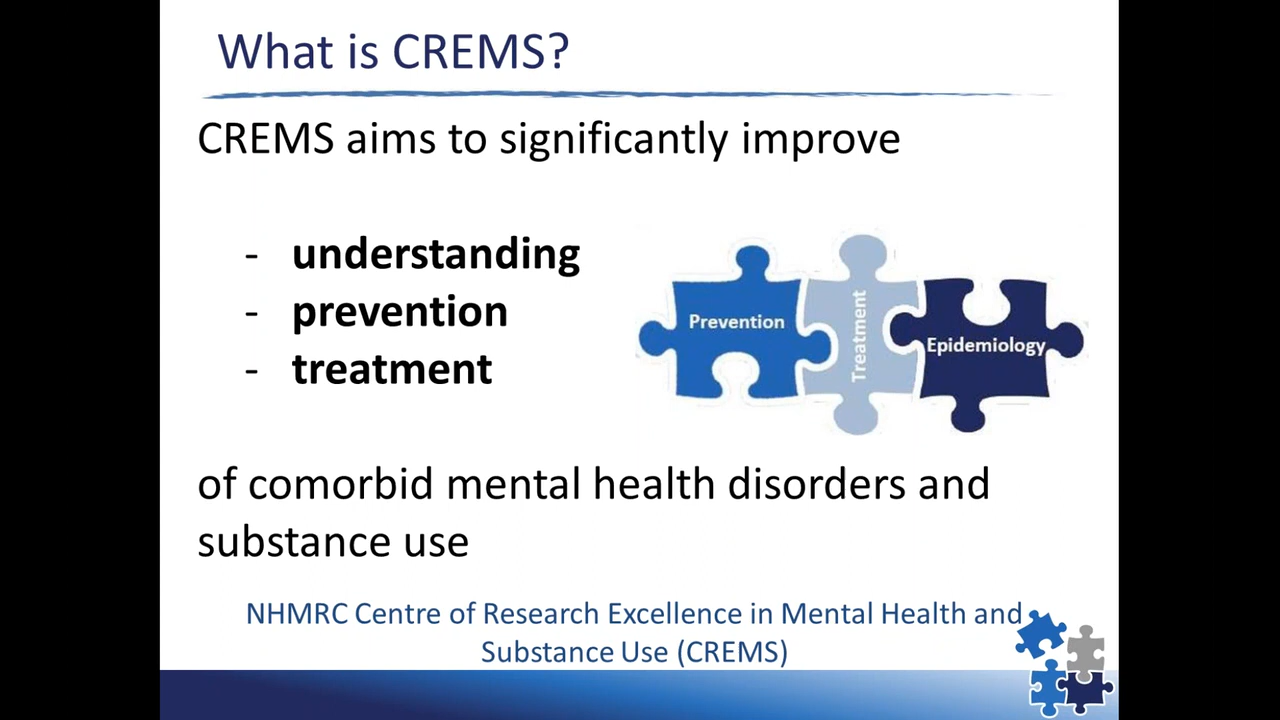 What is CREMS?
CREMS aims to significantly improve
- understanding
- prevention
- treatment
Prevention
Treatment
Epidemiology
of comorbid mental health disorders and
substance use
NHMRC Centre of Research Excellence in Mental Health and
Substance Use (CREMS)